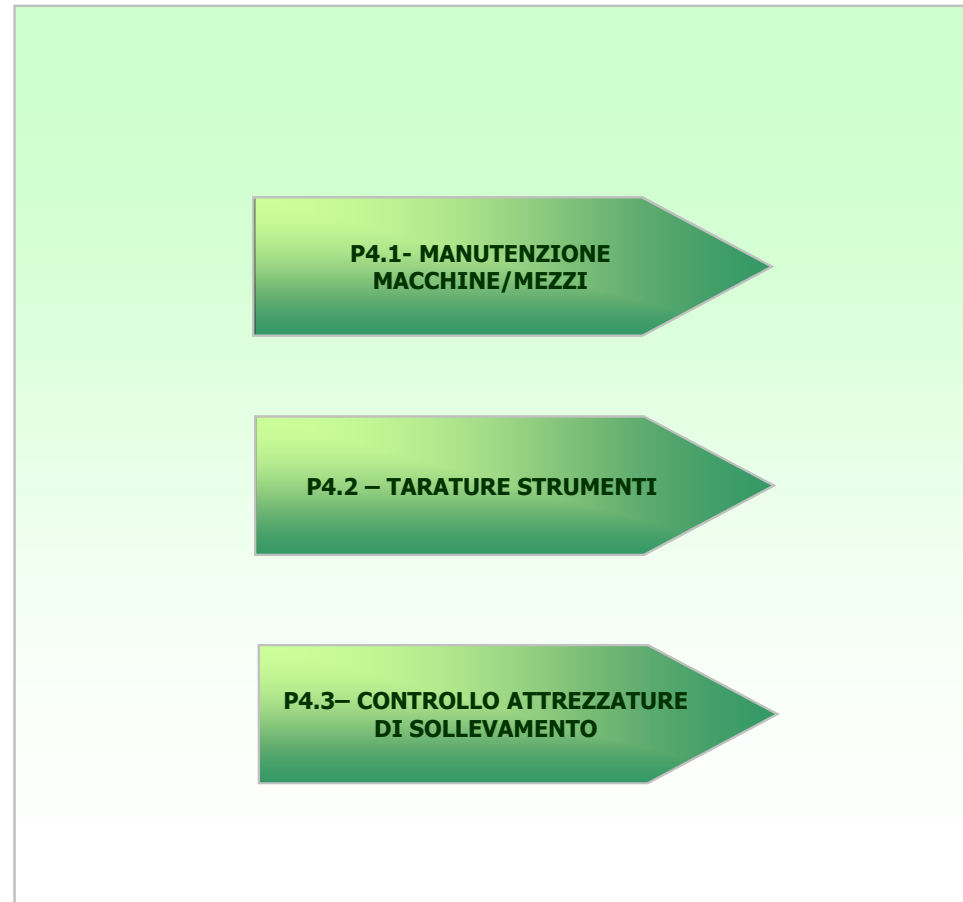 P4.1- MANUTENZIONE
MACCHINE/MEZZI
P4.2 – TARATURE STRUMENTI
P4.3– CONTROLLO ATTREZZATURE
DI SOLLEVAMENTO